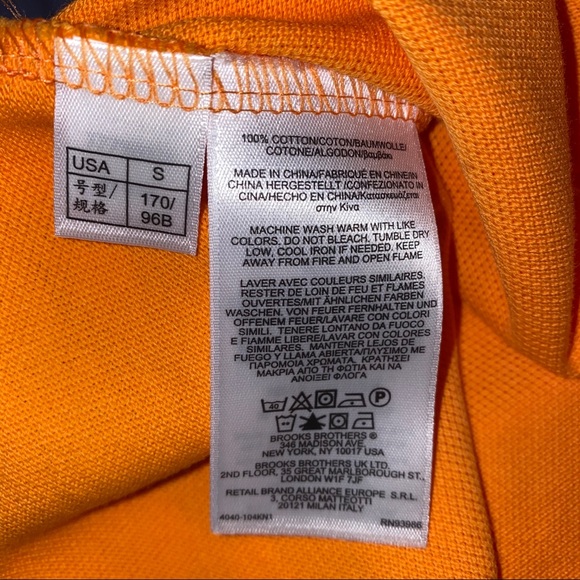 USA S
号型/ 170/
规格 96B
100% COTTON/COTON/BAUMWOLLE/
COTONE/ALGODON/βαμβάκι
MADE IN CHINA/FABRIQUÉ EN CHINE/IN
CHINA HERGESTELLT /CONFEZIONATO IN
CINA/HECHO EN CHINA/Κατασκευάζεται
στην Κίνα
MACHINE WASH WARM WITH LIKE
COLORS. DO NOT BLEACH. TUMBLE DRY
LOW, COOL IRON IF NEEDED. KEEP
AWAY FROM FIRE AND OPEN FLAME
LAVER AVEC COULEURS SIMILAIRES.
RESTER DE LOIN DE FEU ET FLAMES
OUVERTES/MIT ÄHNLICHEN FARBEN
WASCHEN. VON FEUER FERNHALTEN UND
OFFENEM FEUER/LAVARE CON COLORI
SIMILI. TENERE LONTANO DA FUOCO
E FIAMME LIBERE/LAVAR COLORES
SIMILARES. MANTENER LEJOS DE
FUEGO Y LLAMA ABIERTA/ΠΛΥΣΙΜΟ ΜΕ
ΠΑΡΟΜΟΙΑ ΧΡΩΜΑΤΑ. ΚΡΑΤΗΣΤΕ
ΜΑΚΡΙΑ ΑΠΟ ΤΗ ΦΩΤΙΑ ΚΑΙ ΤΗ
ΑΝΟΙΞΕΙ ΦΛΟΓΑ
40 P
BROOKS BROTHERS ®
346 MADISON AVE.
NEW YORK, NY 10017 USA
BROOKS BROTHERS UK LTD.
2ND FLOOR, 35 GREAT MARLBOROUGH ST.,
LONDON W1F 7JF
RETAIL BRAND ALLIANCE EUROPE S.R.L.
3, CORSO MATTEOTTI
20121 MILAN ITALY
4040-104KN1 RN93986